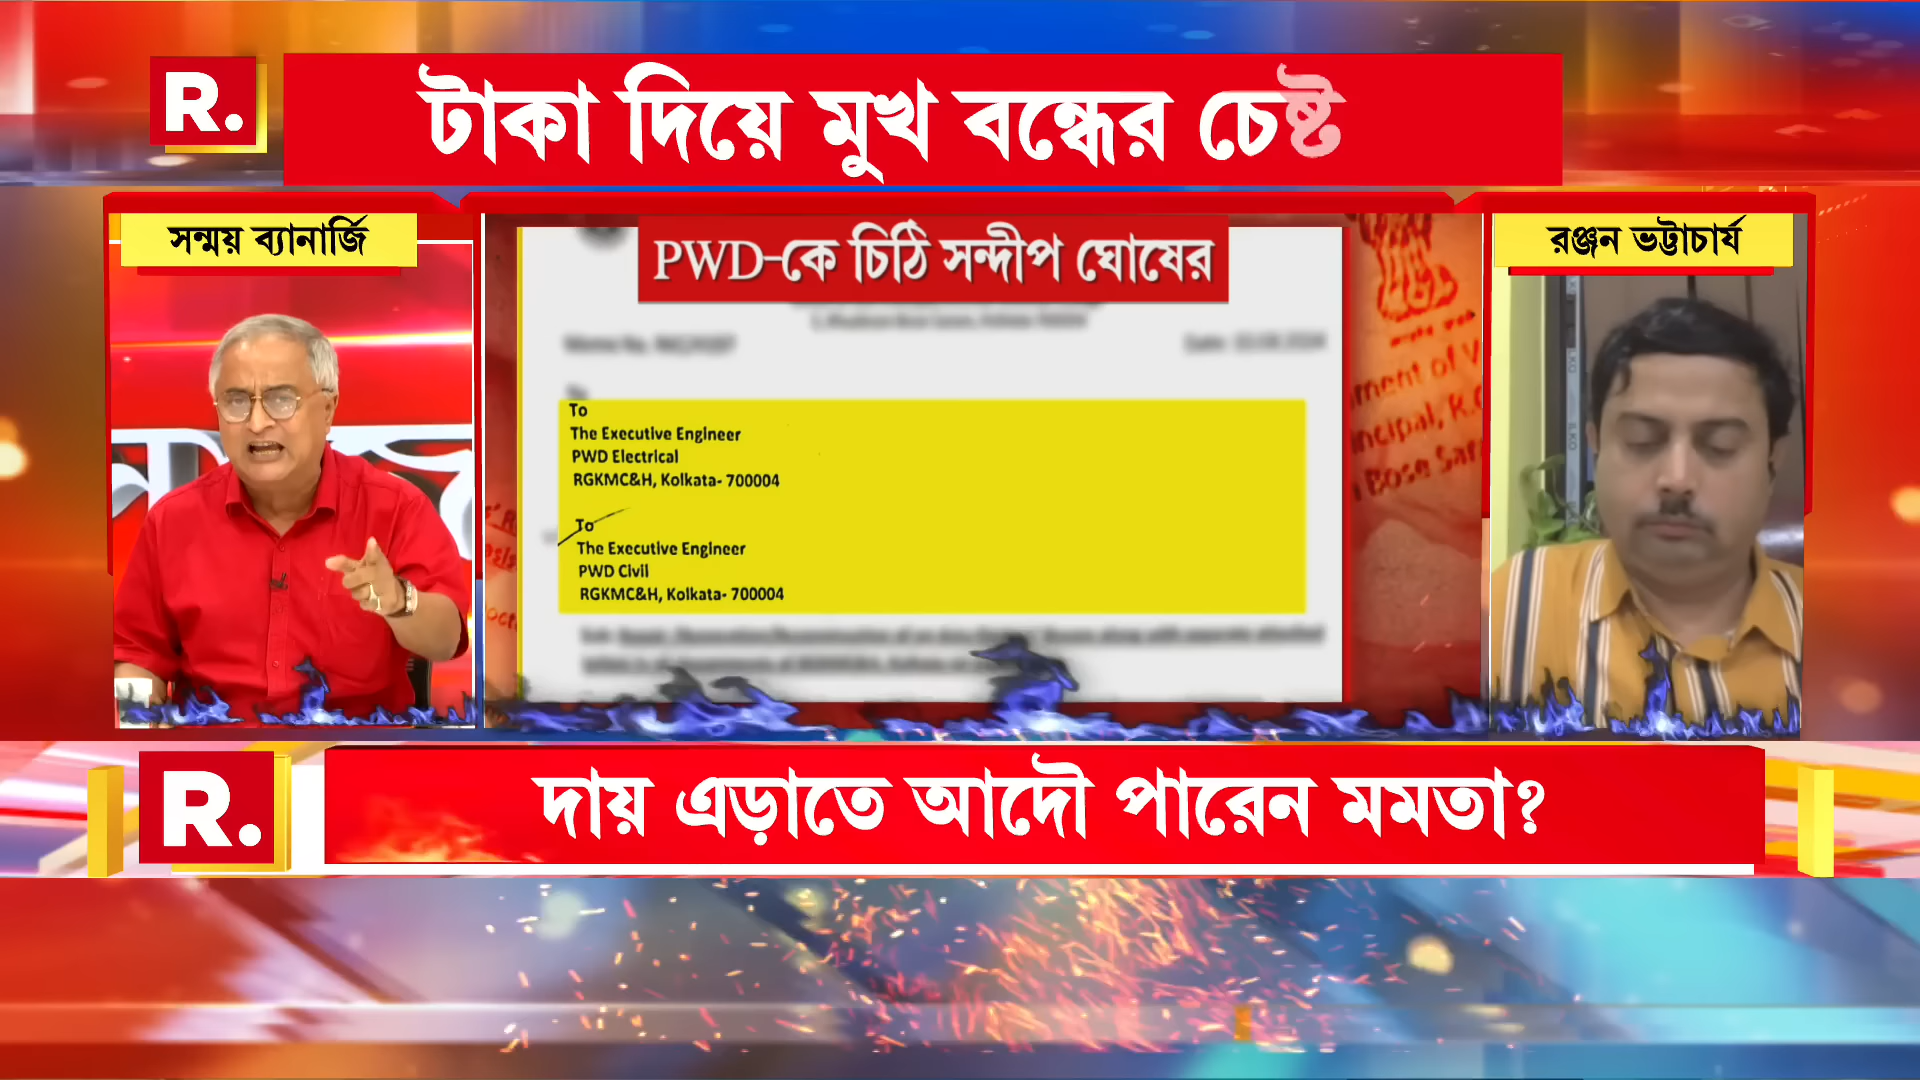 R.
টাকা দিয়ে মুখ বন্ধের চেষ্ট
সন্ময় ব্যানার্জি
PWD-কে চিঠি সন্দীপ ঘোষের
রঞ্জন ভট্টাচার্য
To
The Executive Engineer
PWD Electrical
RGKMC&H, Kolkata- 700004
To
The Executive Engineer
PWD Civil
RGKMC&H, Kolkata- 700004
R.
দায় এড়াতে আদৌ পারেন মমতা?